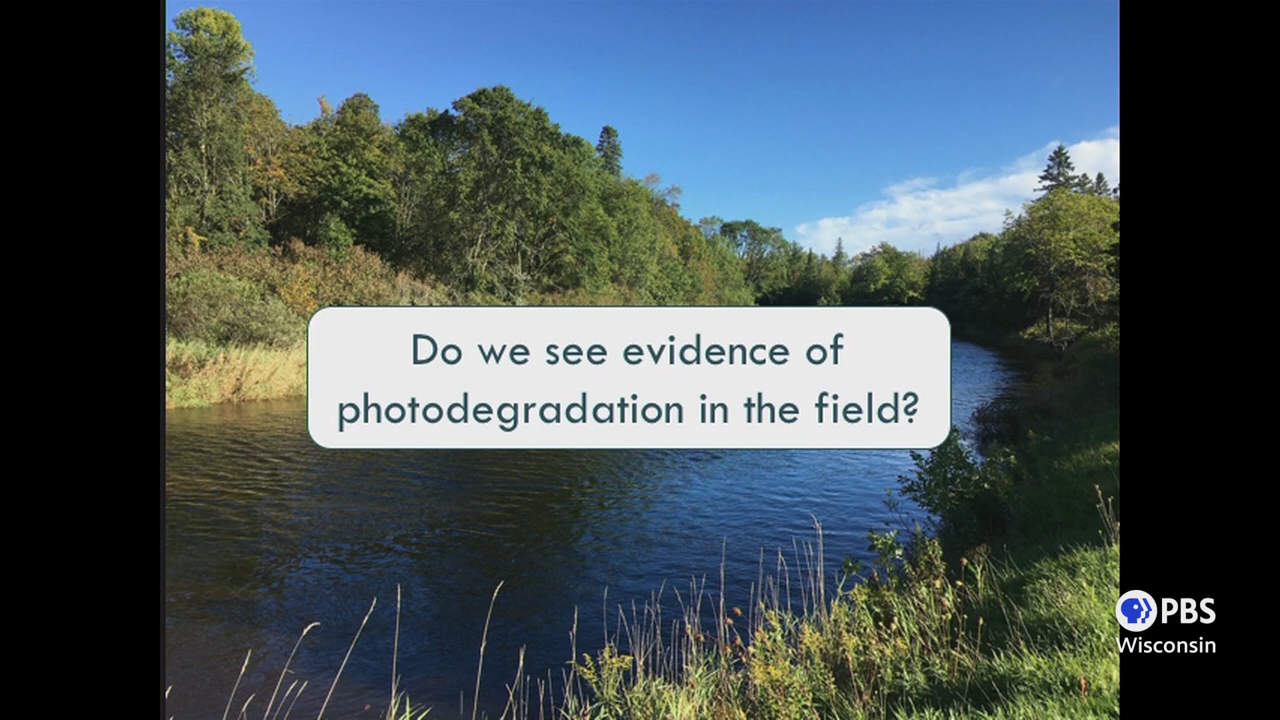 Do we see evidence of
photodegradation in the field?
PBS
Wisconsin